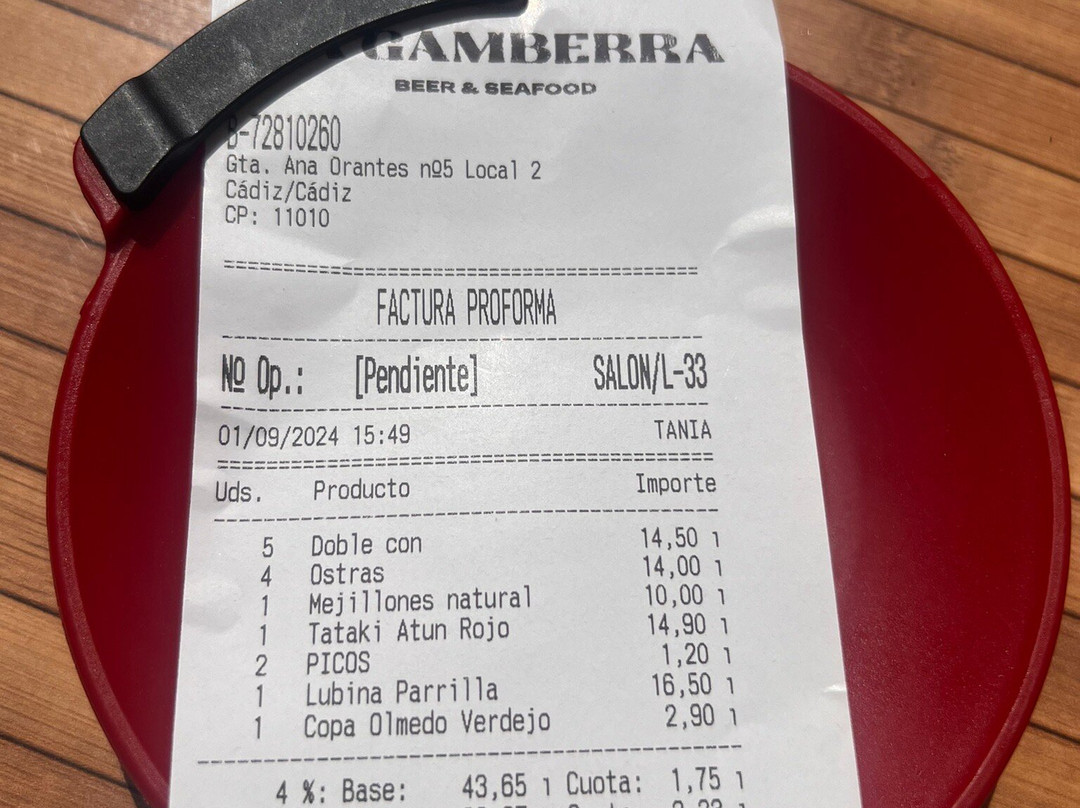 GAMBERRA
BEER & SEAFOOD
B-72810260
Gta. Ana Orantes nº5 Local 2
Cádiz/Cádiz
CP: 11010
FACTURA PROFORMA
Nº Op.: [Pendiente] SALON/L-33
01/09/2024 15:49 TANIA
Uds. Producto Importe
5 Doble con 14,50 ı
4 Ostras 14,00 ı
1 Mejillones natural 10,00 ı
1 Tataki Atun Rojo 14,90 ı
2 PICOS 1,20 ı
1 Lubina Parrilla 16,50 ı
1 Copa Olmedo Verdejo 2,90 ı
4 %: Base: 43,65 ı Cuota: 1,75 ı